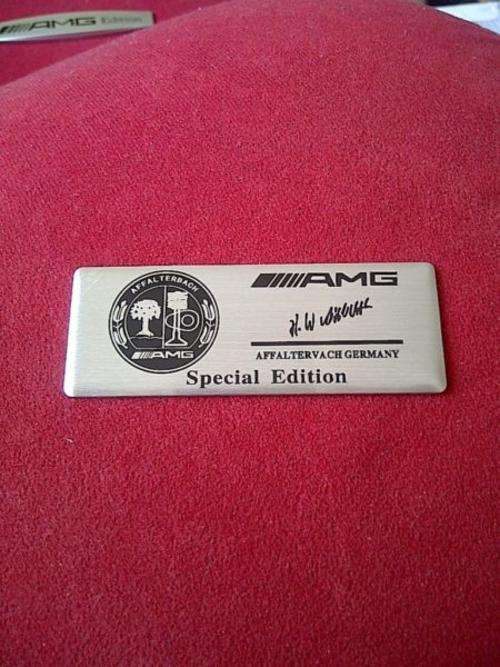 AMG Edition
AFFALTERBACH
AMG
AMG
AFFALTERVACH GERMANY
Special Edition